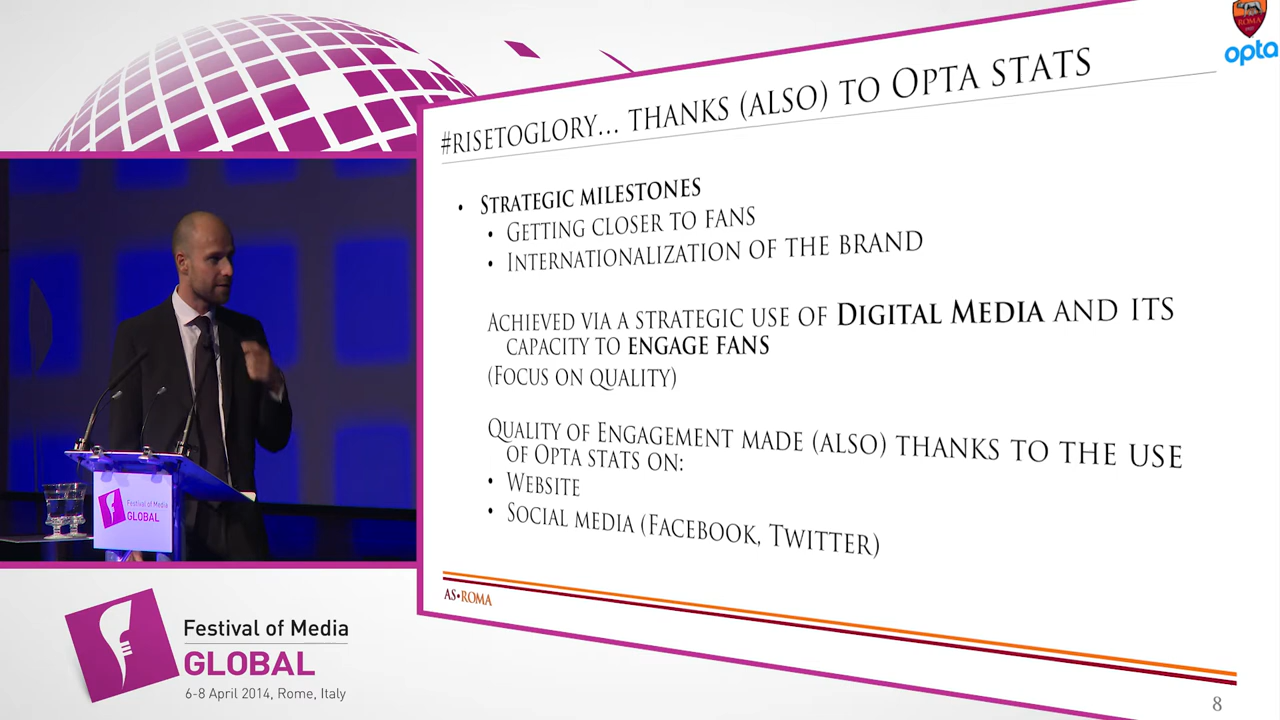 ROMA
opta
#RISETOGLORY... THANKS (ALSO) TO OPTA STATS
• STRATEGIC MILESTONES
• GETTING CLOSER TO FANS
• INTERNATIONALIZATION OF THE BRAND
ACHIEVED VIA A STRATEGIC USE OF DIGITAL MEDIA AND ITS
CAPACITY TO ENGAGE FANS
(FOCUS ON QUALITY)
QUALITY OF ENGAGEMENT MADE (ALSO) THANKS TO THE USE
OF OPTA STATS ON:
• WEBSITE
• SOCIAL MEDIA (FACEBOOK, TWITTER)
AS•ROMA
8
Festival of Media
GLOBAL
Festival of Media
GLOBAL
6-8 April 2014, Rome, Italy